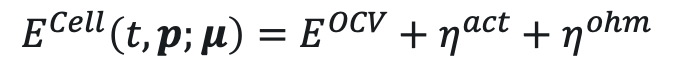 E^{Cell}(t, p; μ) = E^{OCV} + η^{act} + η^{ohm}